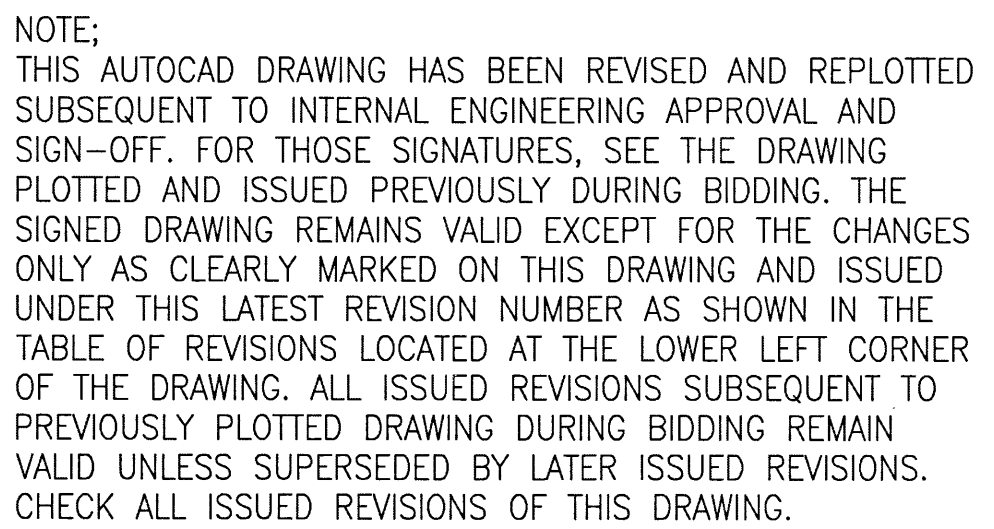 NOTE;
THIS AUTOCAD DRAWING HAS BEEN REVISED AND REPLOTTED
SUBSEQUENT TO INTERNAL ENGINEERING APPROVAL AND
SIGN–OFF. FOR THOSE SIGNATURES, SEE THE DRAWING
PLOTTED AND ISSUED PREVIOUSLY DURING BIDDING. THE
SIGNED DRAWING REMAINS VALID EXCEPT FOR THE CHANGES
ONLY AS CLEARLY MARKED ON THIS DRAWING AND ISSUED
UNDER THIS LATEST REVISION NUMBER AS SHOWN IN THE
TABLE OF REVISIONS LOCATED AT THE LOWER LEFT CORNER
OF THE DRAWING. ALL ISSUED REVISIONS SUBSEQUENT TO
PREVIOUSLY PLOTTED DRAWING DURING BIDDING REMAIN
VALID UNLESS SUPERSEDED BY LATER ISSUED REVISIONS.
CHECK ALL ISSUED REVISIONS OF THIS DRAWING.